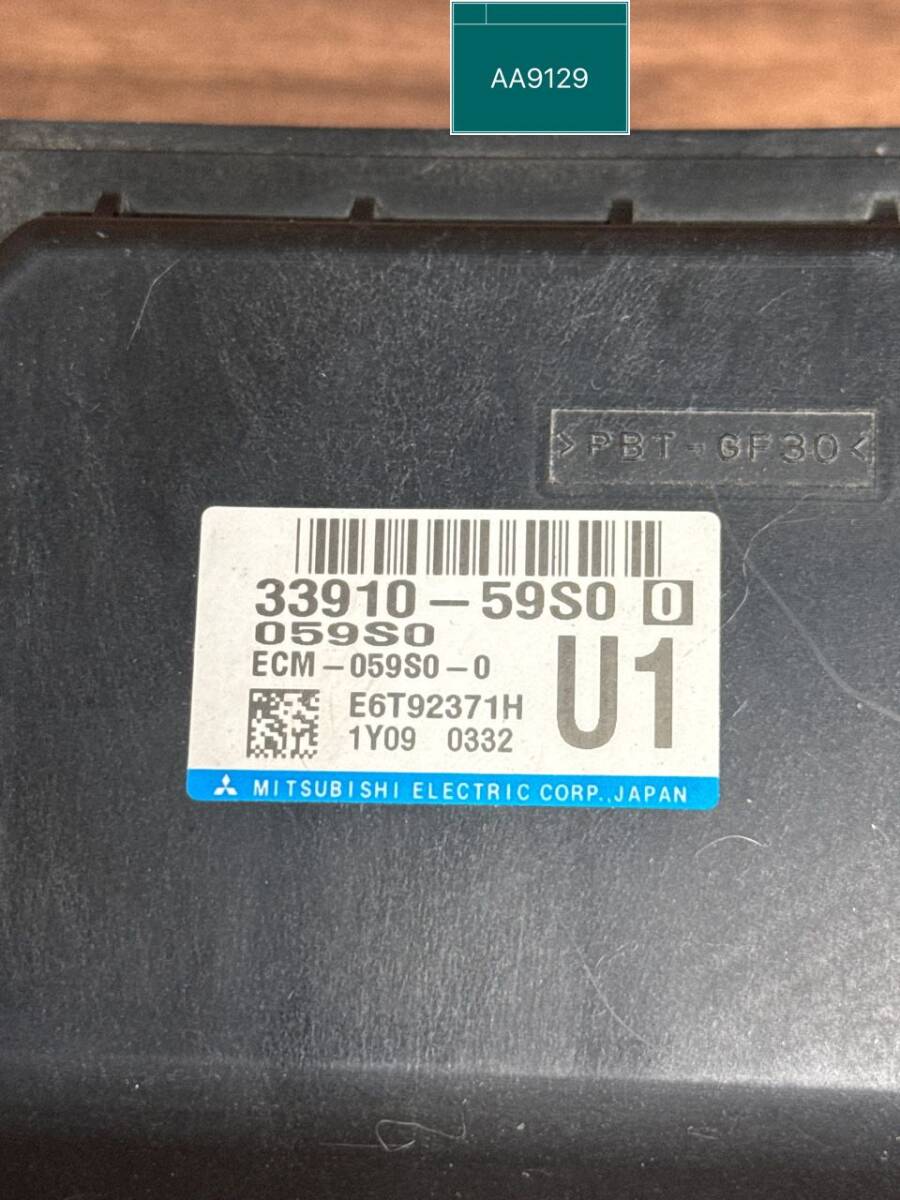 AA9129
>PBT-GF30<
33910-59S0 0
059S0
ECM-059S0-0
U1
E6T92371H
1Y09 0332
MITSUBISHI ELECTRIC CORP.,JAPAN